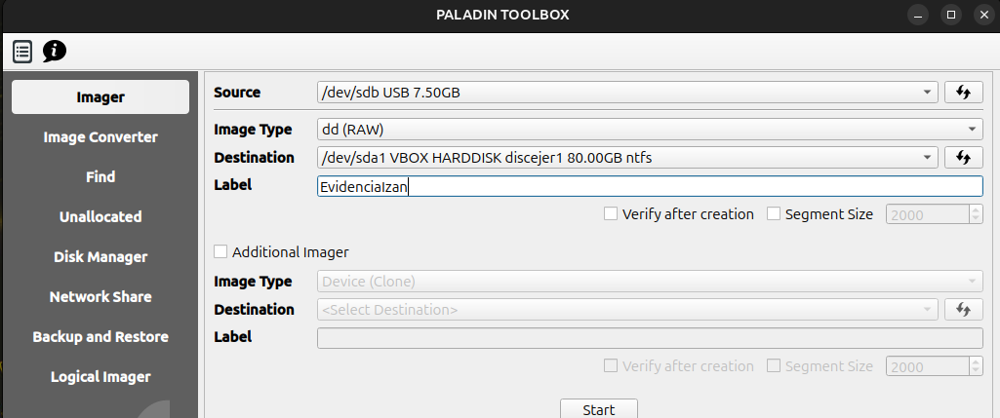 PALADIN TOOLBOX
Imager
Image Converter
Find
Unallocated
Disk Manager
Network Share
Backup and Restore
Logical Imager
Source /dev/sdb USB 7.50GB
Image Type dd (RAW)
Destination /dev/sda1 VBOX HARDDISK discejer1 80.00GB ntfs
Label EvidenciaIzan
Verify after creation Segment Size 2000
Additional Imager
Image Type Device (Clone)
Destination <Select Destination>
Label
Verify after creation Segment Size 2000
Start